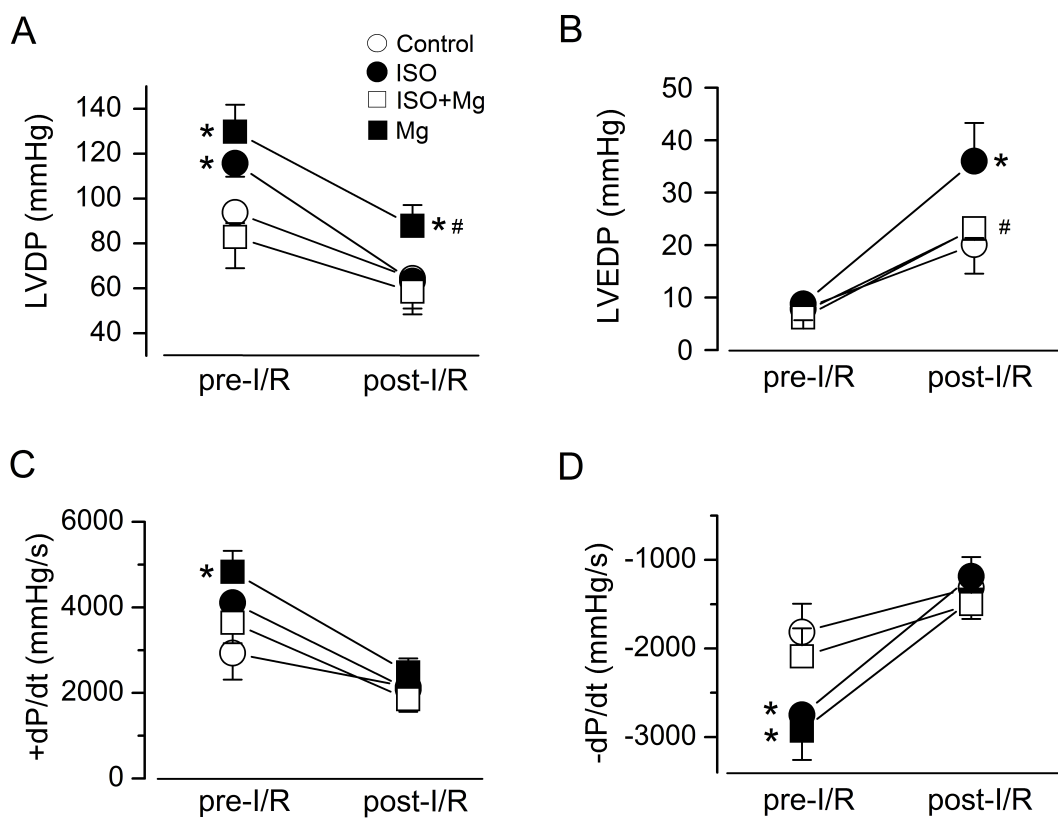 A
Control
ISO
ISO+Mg
Mg
LVDP (mmHg)
140
120
100
80
60
40
*
*
* #
pre-I/R
post-I/R
B
LVEDP (mmHg)
50
40
30
20
10
0
*
#
pre-I/R
post-I/R
C
+dP/dt (mmHg/s)
6000
4000
2000
0
*
pre-I/R
post-I/R
D
-dP/dt (mmHg/s)
-1000
-2000
-3000
*
*
pre-I/R
post-I/R